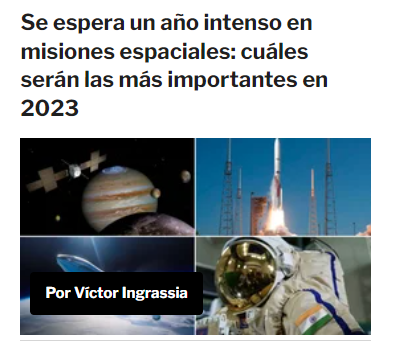 Se espera un año intenso en
misiones espaciales: cuáles
serán las más importantes en
2023
Por Víctor Ingrassia